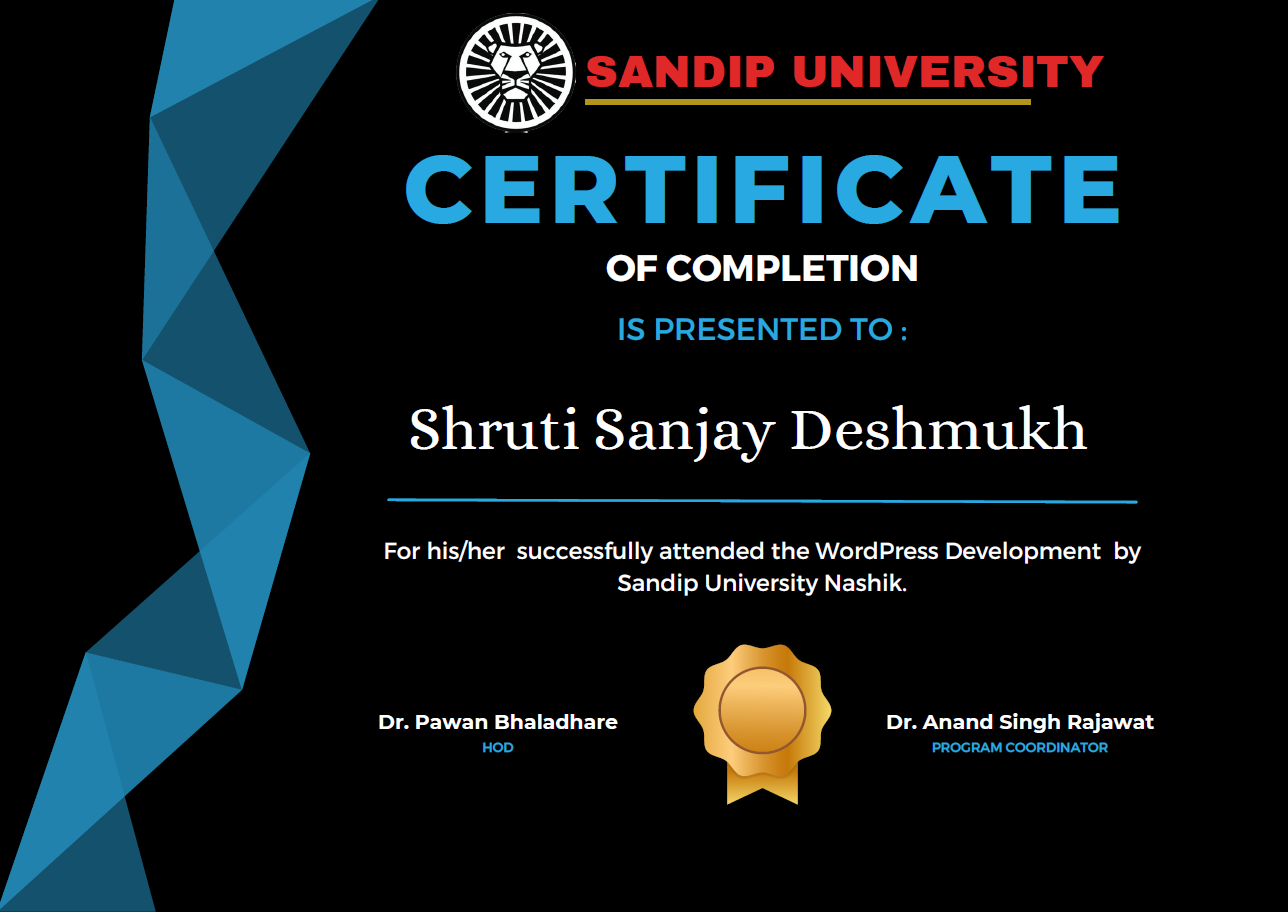 SANDIP UNIVERSITY
CERTIFICATE
OF COMPLETION
IS PRESENTED TO :
Shruti Sanjay Deshmukh
For his/her successfully attended the WordPress Development by
Sandip University Nashik.
Dr. Pawan Bhaladhare
HOD
Dr. Anand Singh Rajawat
PROGRAM COORDINATOR